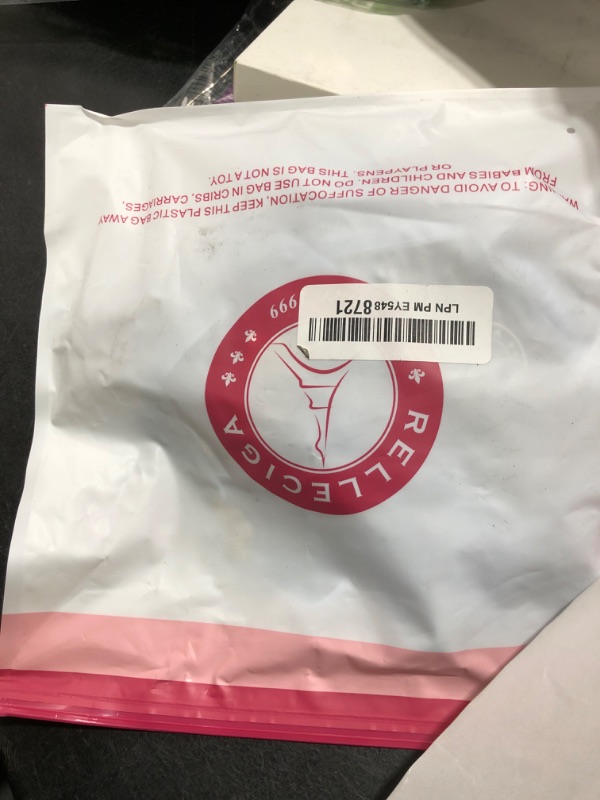 RELLECIGA
LPN PM EY548 8721
999
TO AVOID DANGER OF SUFFOCATION, KEEP THIS PLASTIC BAG AWAY
FROM BABIES AND CHILDREN. DO NOT USE BAG IN CRIBS, CARRIAGES,
OR PLAYPENS. THIS BAG IS NOT A TOY.